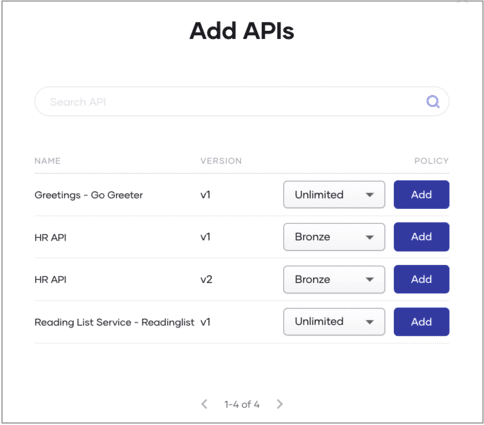 Add APIs
Search API
NAME VERSION POLICY
Greetings - Go Greeter v1 Unlimited Add
HR API v1 Bronze Add
HR API v2 Bronze Add
Reading List Service - Readinglist v1 Unlimited Add
1-4 of 4